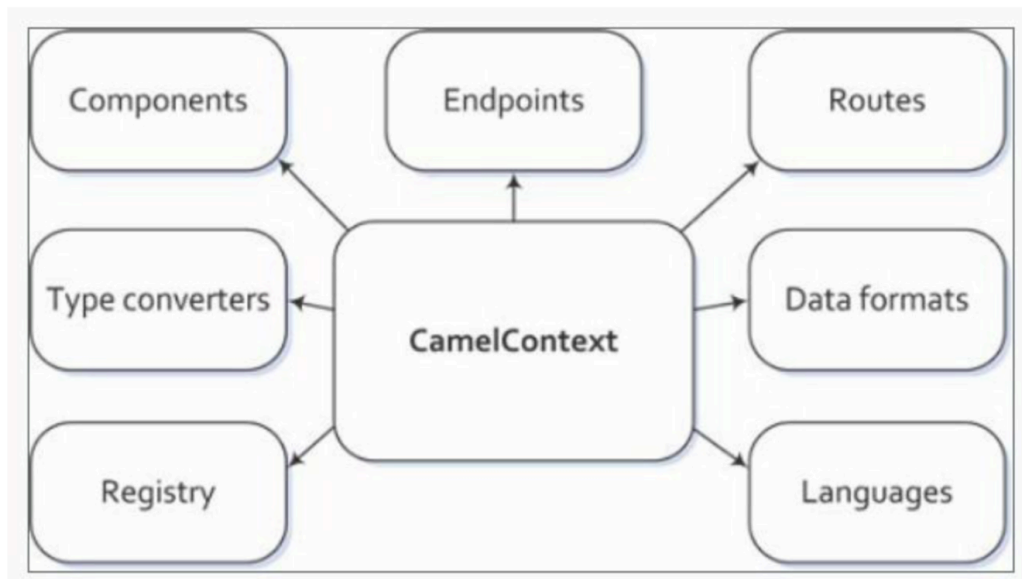 Components
Endpoints
Routes
Type converters
CamelContext
Data formats
Registry
Languages